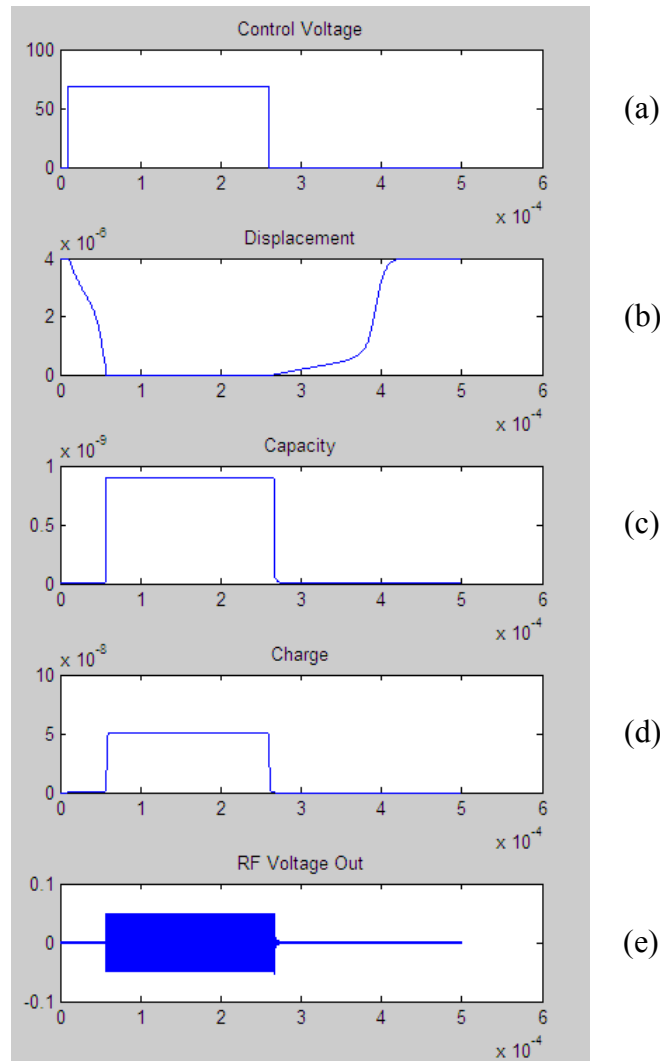 Control Voltage
100
50
0
0 1 2 3 4 5 6
x 10^-4
(a)
x 10^-6
Displacement
4
2
0
0 1 2 3 4 5 6
x 10^-4
(b)
x 10^-9
Capacity
1
0.5
0
0 1 2 3 4 5 6
x 10^-4
(c)
x 10^-8
Charge
10
5
0
0 1 2 3 4 5 6
x 10^-4
(d)
RF Voltage Out
0.1
0
-0.1
0 1 2 3 4 5 6
x 10^-4
(e)